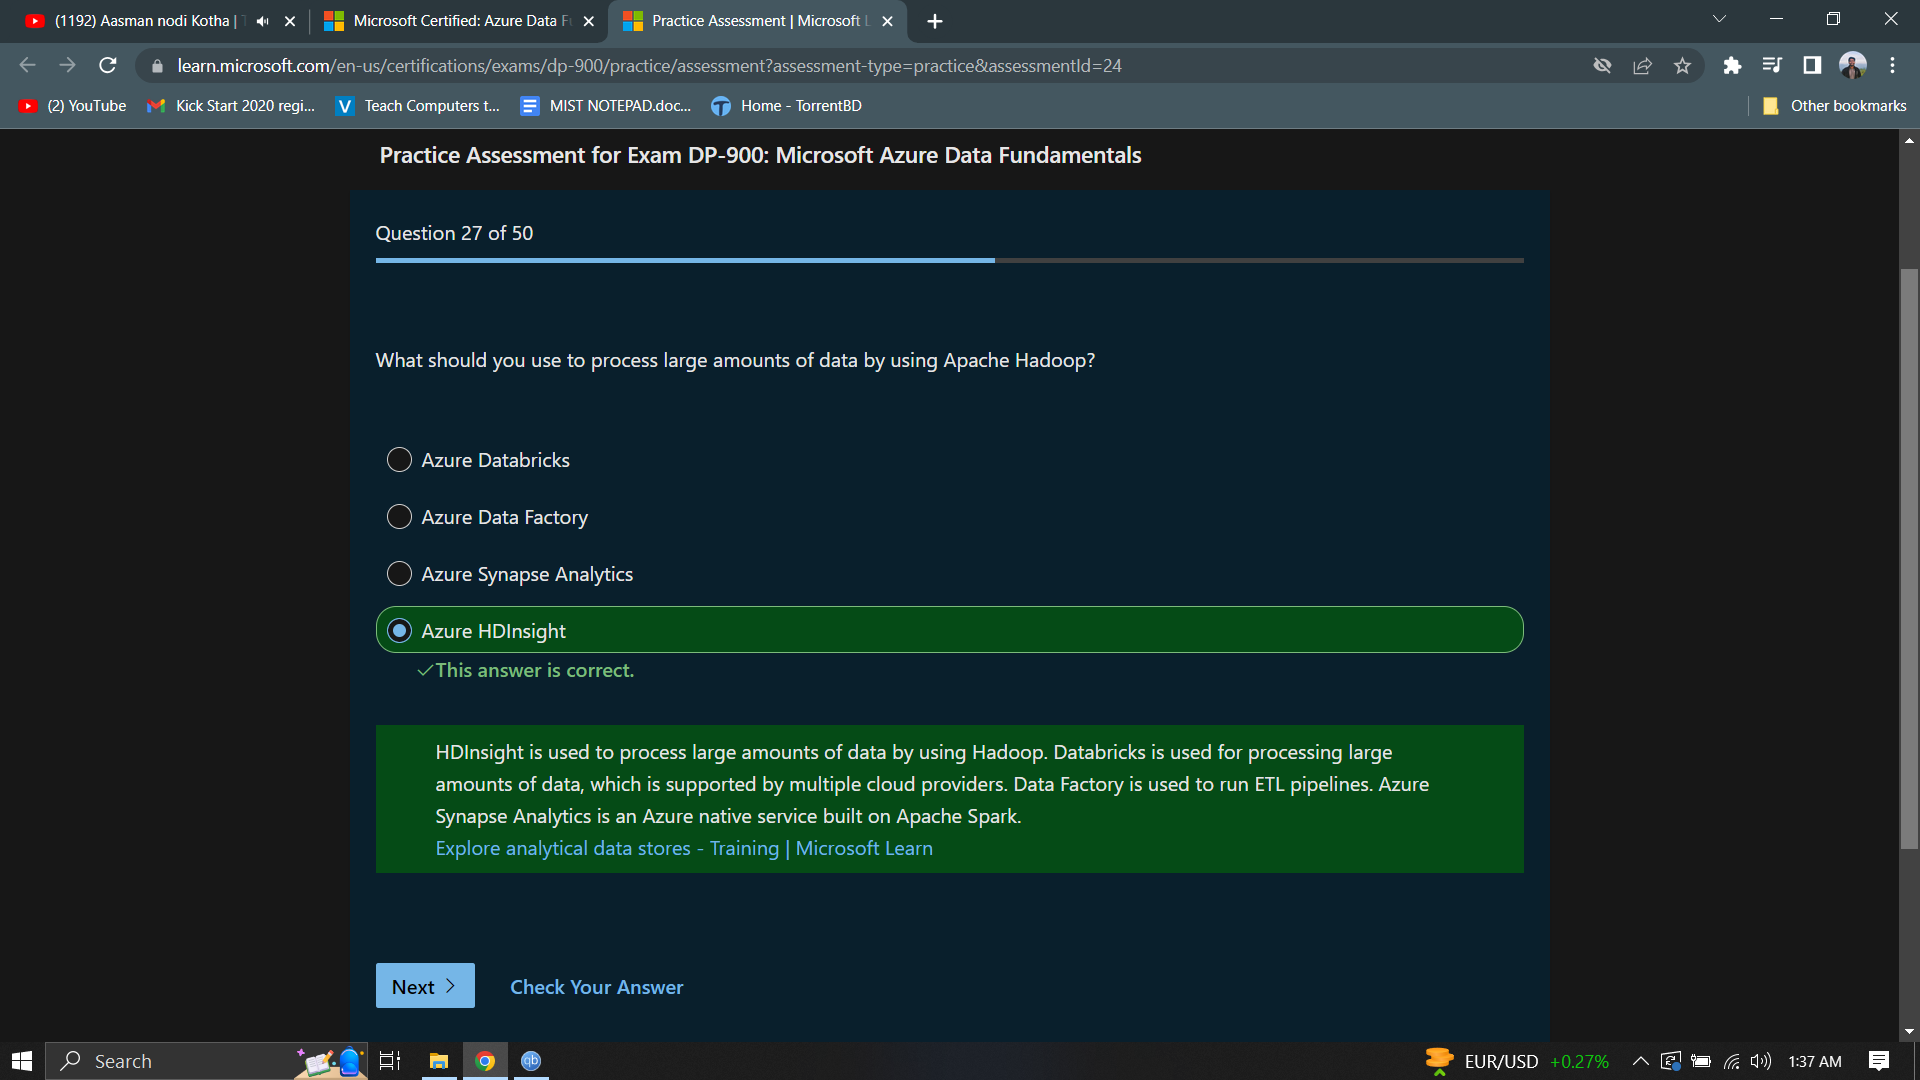 (1192) Aasman nodi Kotha |
Microsoft Certified: Azure Data F
Practice Assessment | Microsoft L
learn.microsoft.com/en-us/certifications/exams/dp-900/practice/assessment?assessment-type=practice&assessmentId=24
(2) YouTube
Kick Start 2020 regi...
Teach Computers t...
MIST NOTEPAD.doc...
Home - TorrentBD
Other bookmarks
Practice Assessment for Exam DP-900: Microsoft Azure Data Fundamentals
Question 27 of 50
What should you use to process large amounts of data by using Apache Hadoop?
Azure Databricks
Azure Data Factory
Azure Synapse Analytics
Azure HDInsight
This answer is correct.
HDInsight is used to process large amounts of data by using Hadoop. Databricks is used for processing large
amounts of data, which is supported by multiple cloud providers. Data Factory is used to run ETL pipelines. Azure
Synapse Analytics is an Azure native service built on Apache Spark.
Explore analytical data stores - Training | Microsoft Learn
Next
Check Your Answer
Search
qb
EUR/USD +0.27%
1:37 AM